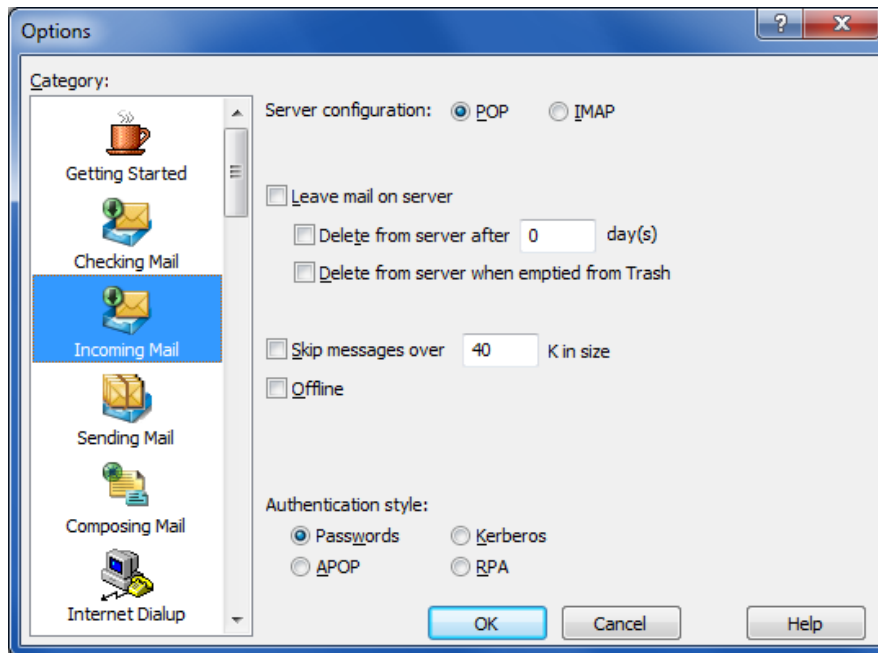 Options
Category:
Getting Started
Checking Mail
Incoming Mail
Sending Mail
Composing Mail
Internet Dialup
Server configuration: POP IMAP
Leave mail on server
Delete from server after 0 day(s)
Delete from server when emptied from Trash
Skip messages over 40 K in size
Offline
Authentication style:
Passwords Kerberos
APOP RPA
OK Cancel Help